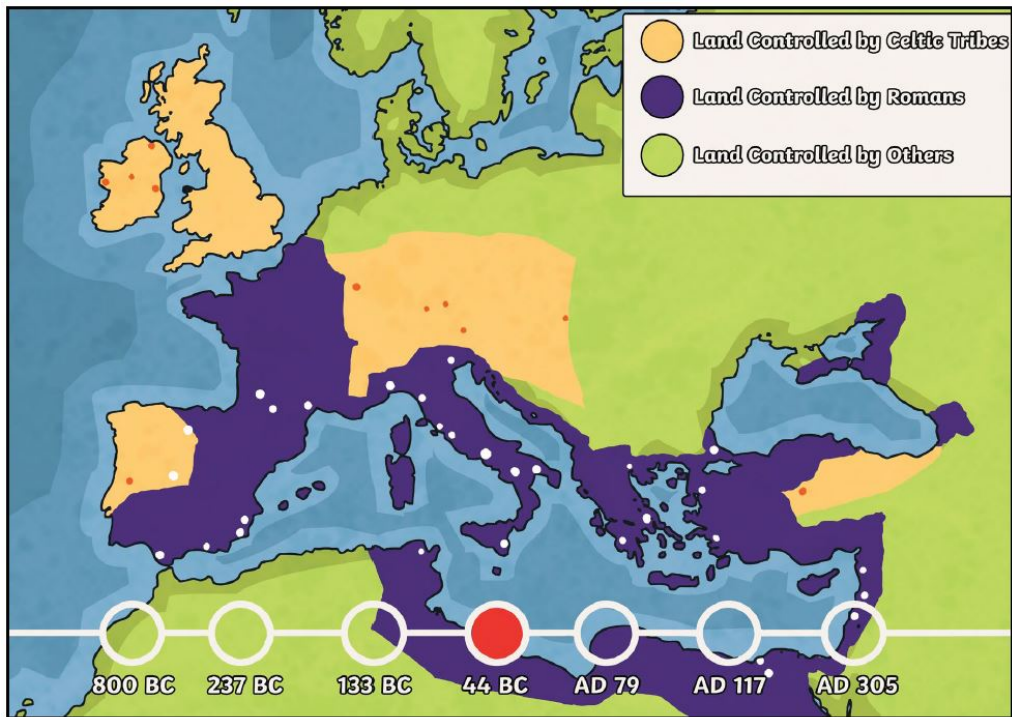 Land Controlled by Celtic Tribes
Land Controlled by Romans
Land Controlled by Others
800 BC
237 BC
133 BC
44 BC
AD 79
AD 117
AD 305